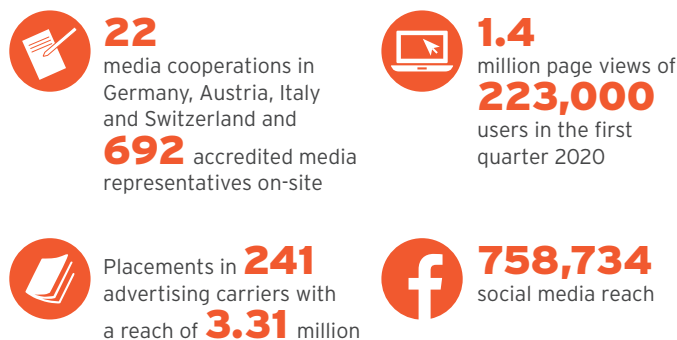 22
media cooperations in
Germany, Austria, Italy
and Switzerland and
692 accredited media
representatives on-site
1.4
million page views of
223,000
users in the first
quarter 2020
Placements in 241
advertising carriers with
a reach of 3.31 million
758,734
social media reach